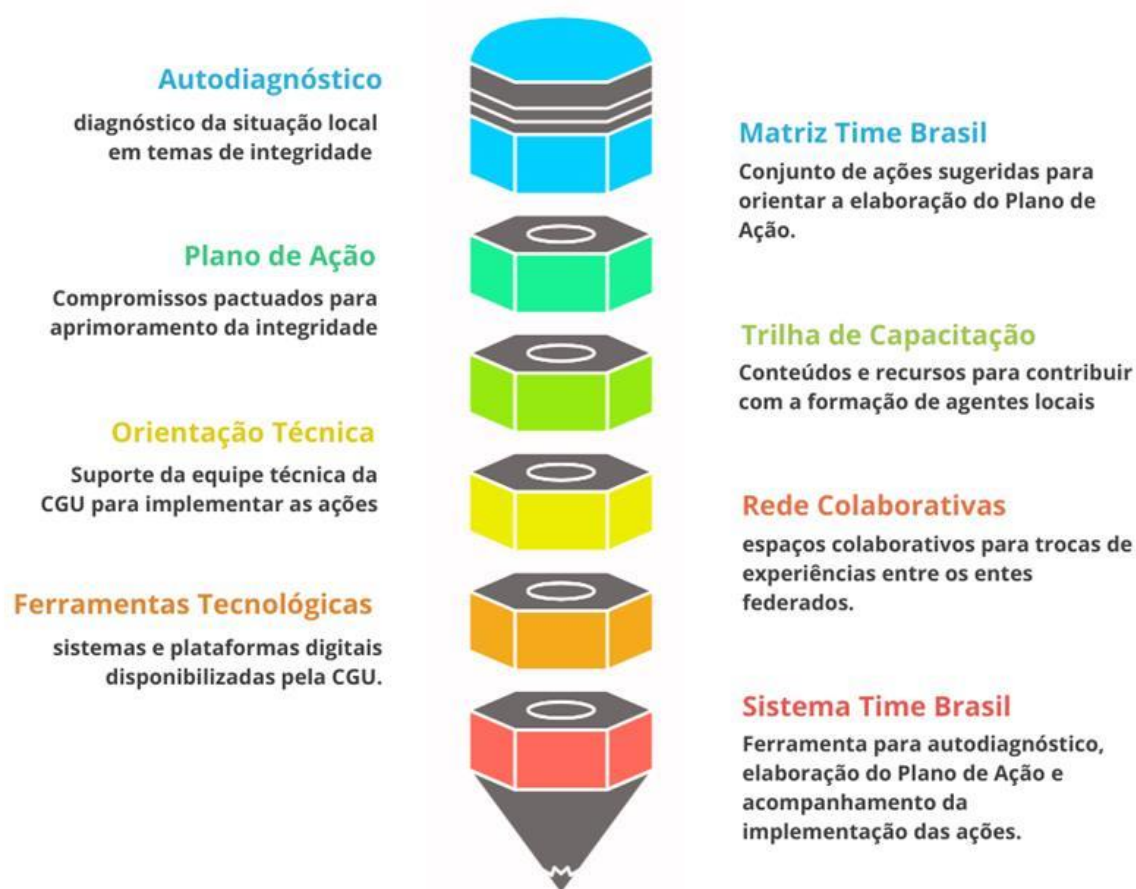 Autodiagnóstico
diagnóstico da situação local
em temas de integridade
Matriz Time Brasil
Conjunto de ações sugeridas para
orientar a elaboração do Plano de
Ação.
Plano de Ação
Compromissos pactuados para
aprimoramento da integridade
Trilha de Capacitação
Conteúdos e recursos para contribuir
com a formação de agentes locais
Orientação Técnica
Suporte da equipe técnica da
CGU para implementar as ações
Rede Colaborativas
espaços colaborativos para trocas de
experiências entre os entes
federados.
Ferramentas Tecnológicas
sistemas e plataformas digitais
disponibilizadas pela CGU.
Sistema Time Brasil
Ferramenta para autodiagnóstico,
elaboração do Plano de Ação e
acompanhamento da
implementação das ações.